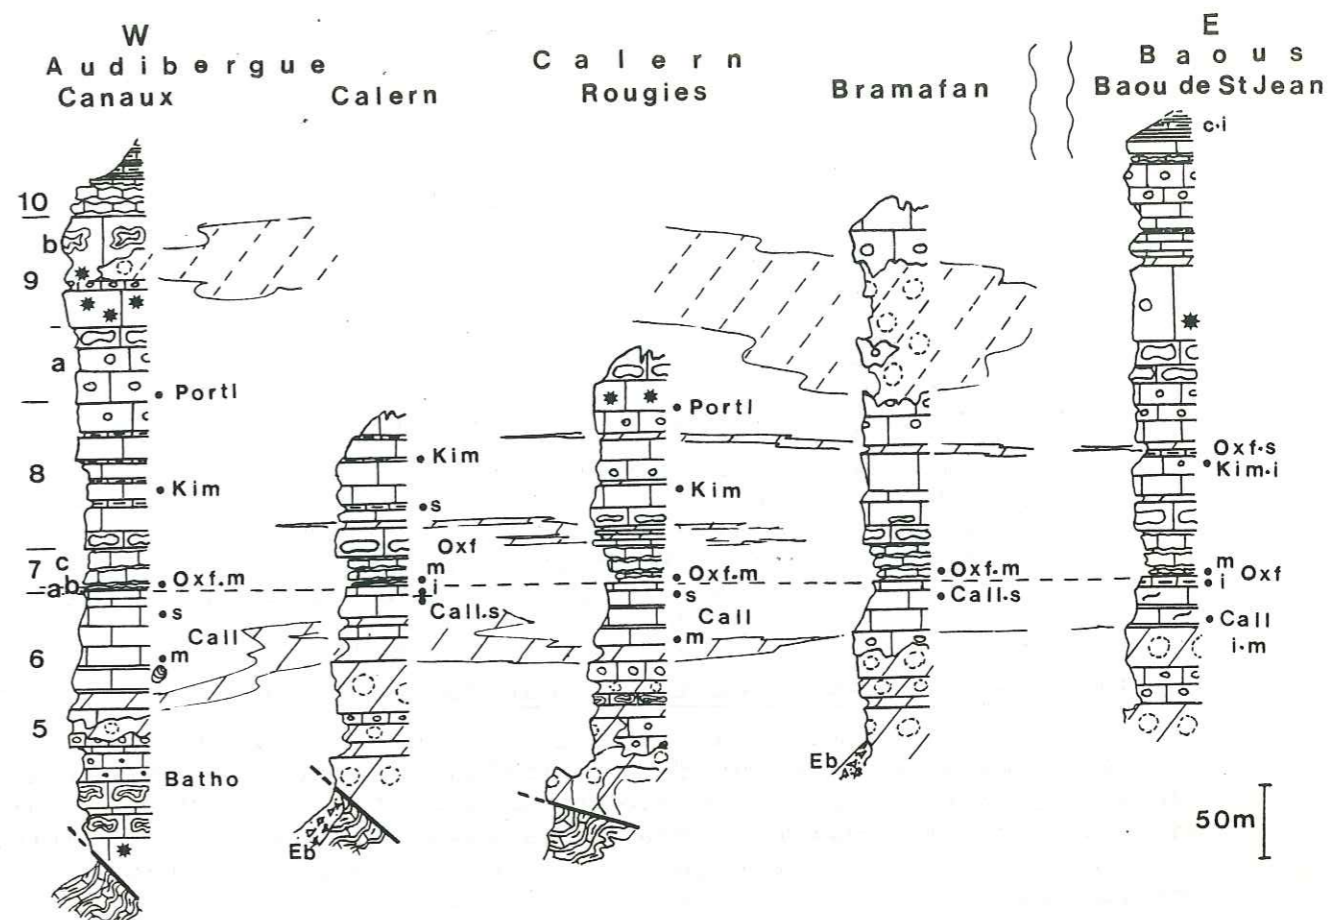 W
Audibergue
Canaux
Calern
Calern
Rougies
Bramafan
E
Baous
Baou de St Jean
10
b
9
a
8
7 c
ab
6
5
Portl
Kim
Oxf.m
s
Call
m
Batho
Kim
s
Oxf
m
i
Call.s
Eb
Portl
Kim
Oxf.m
s
Call
m
Oxf.m
Call.s
Eb
c.i
Oxf.s
Kim.i
m
i Oxf
Call
i.m
50m